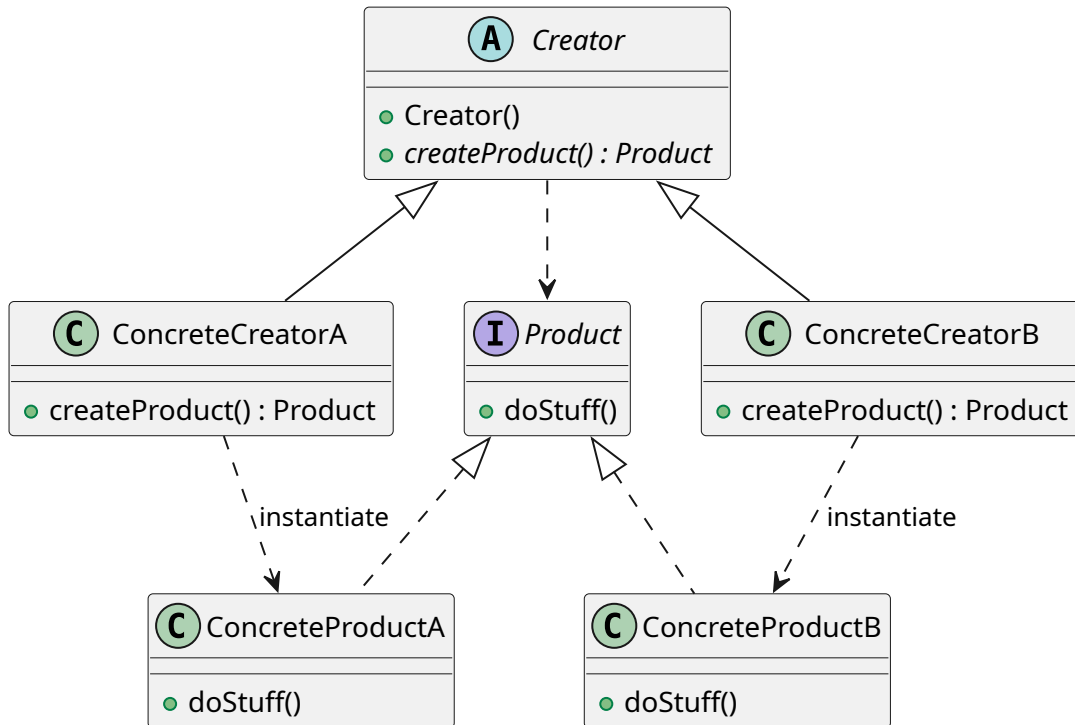 A Creator
Creator()
createProduct() : Product
C ConcreteCreatorA
createProduct() : Product
I Product
doStuff()
C ConcreteCreatorB
createProduct() : Product
instantiate
instantiate
C ConcreteProductA
doStuff()
C ConcreteProductB
doStuff()